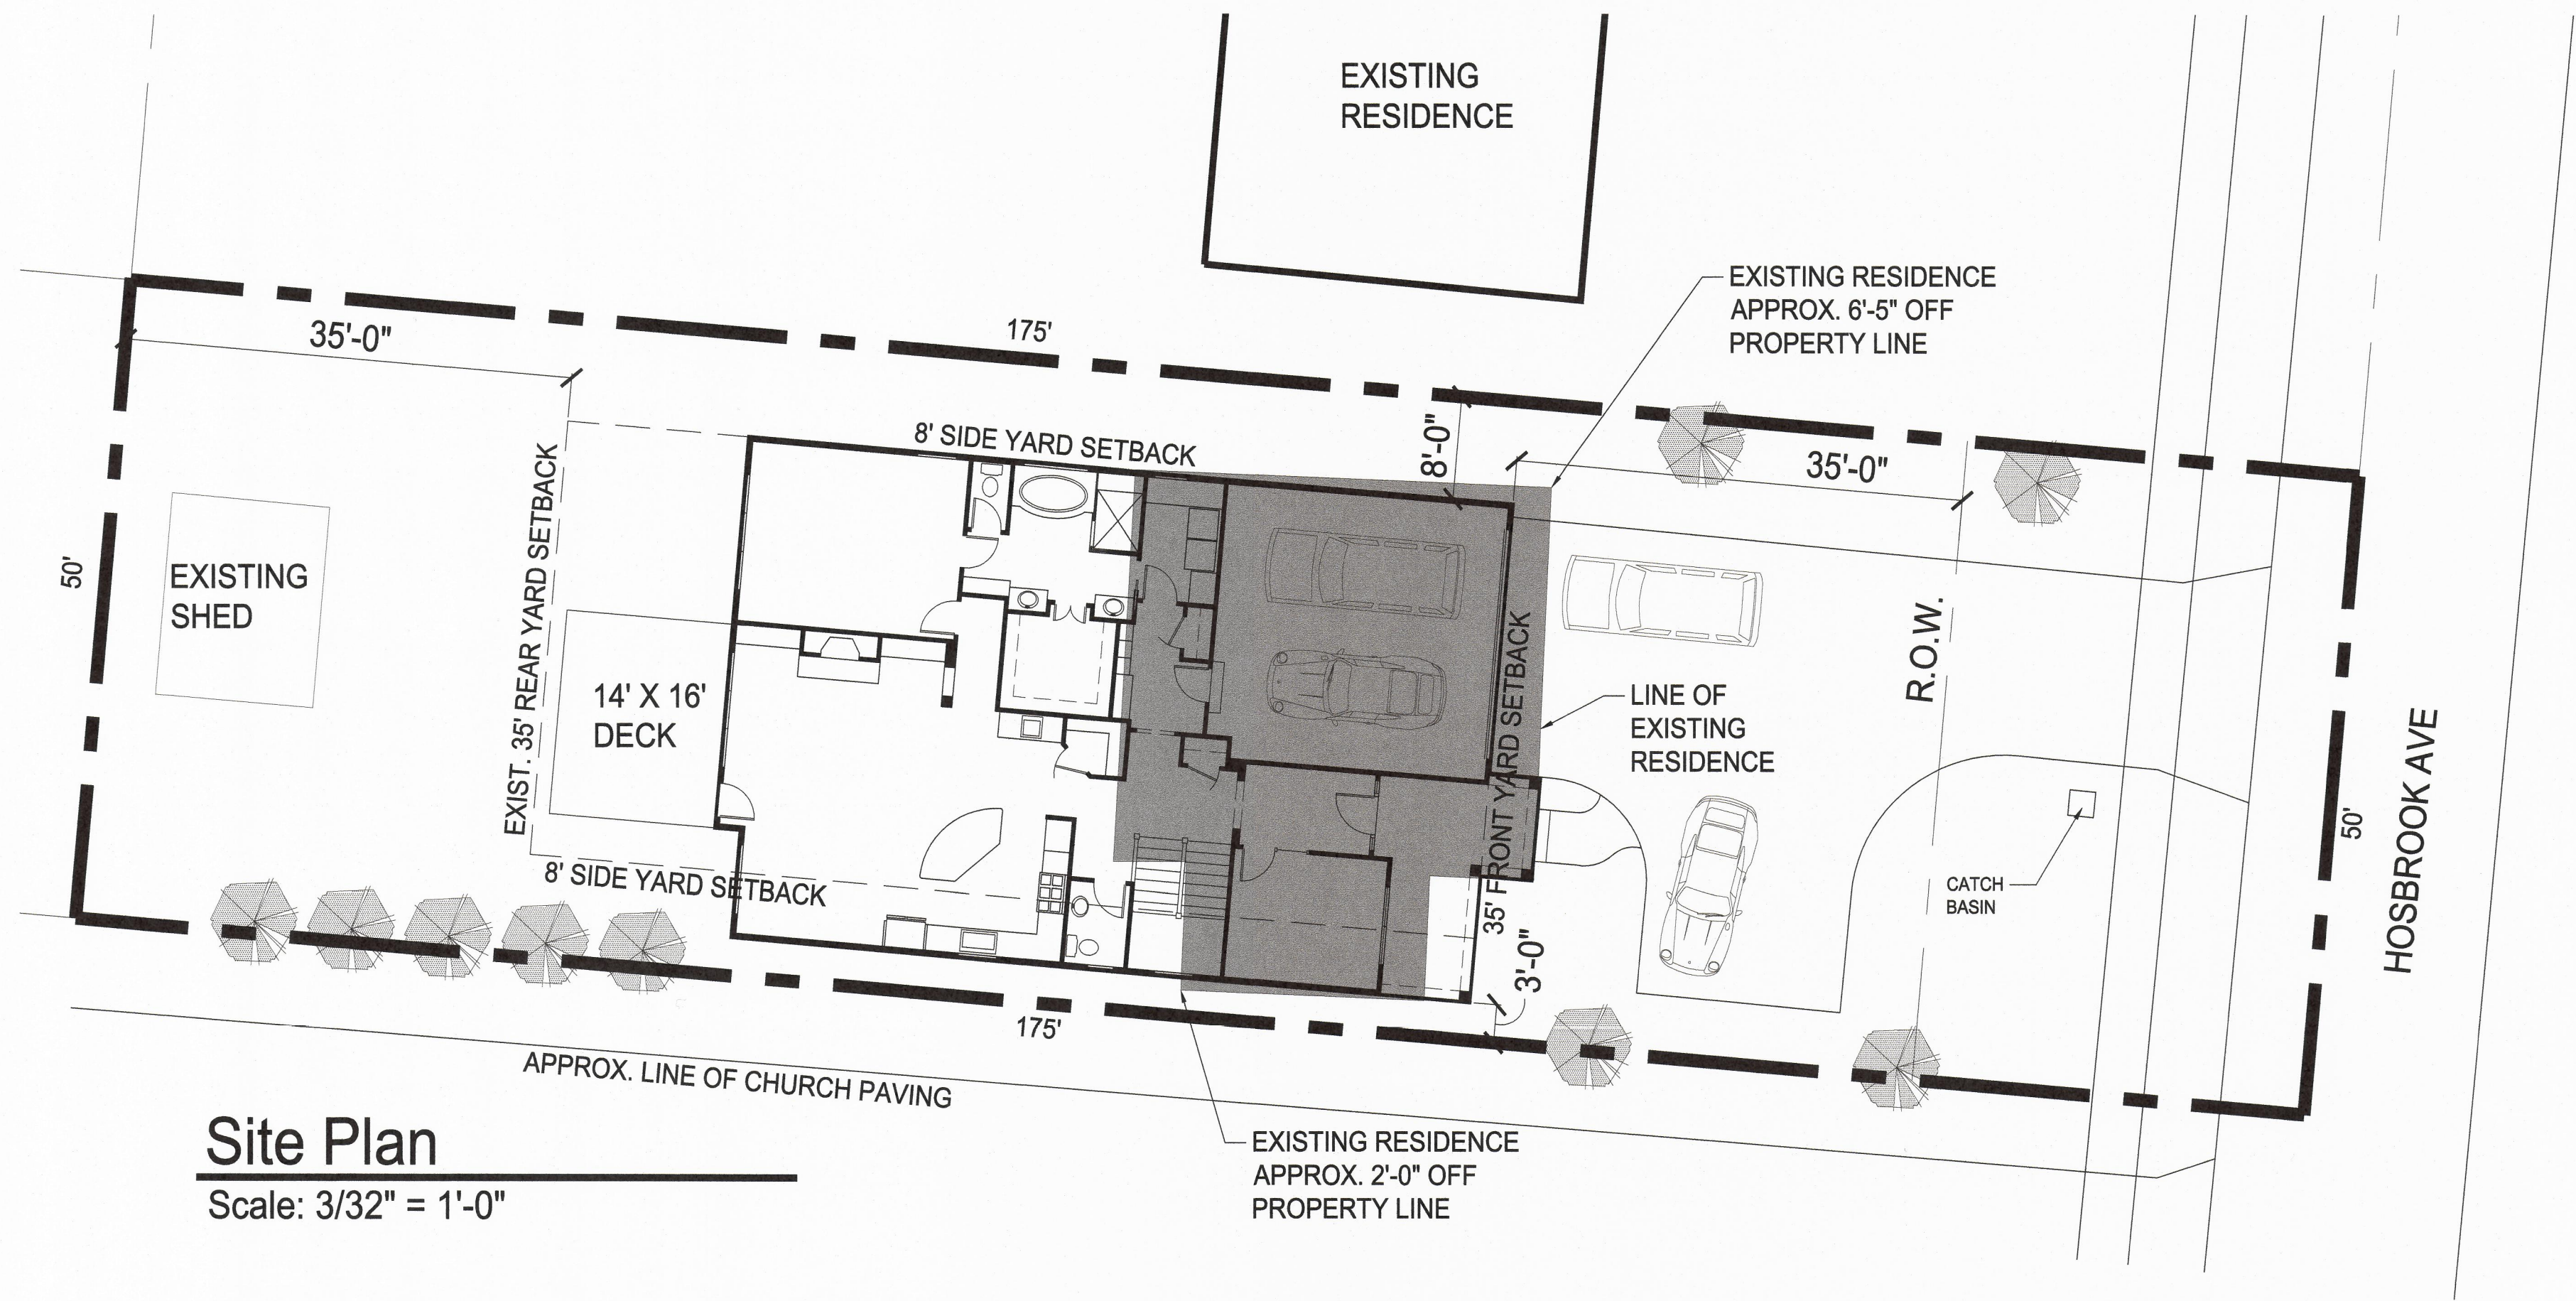 EXISTING
RESIDENCE
EXISTING RESIDENCE
APPROX. 6'-5" OFF
PROPERTY LINE
35'-0"
175'
8' SIDE YARD SETBACK
8'-0"
35'-0"
50'
EXISTING
SHED
EXIST. 35' REAR YARD SETBACK
14' X 16'
DECK
35' FRONT YARD SETBACK
LINE OF
EXISTING
RESIDENCE
R.O.W.
HOSBROOK AVE
50'
CATCH
BASIN
8' SIDE YARD SETBACK
3'-0"
175'
APPROX. LINE OF CHURCH PAVING
EXISTING RESIDENCE
APPROX. 2'-0" OFF
PROPERTY LINE
Site Plan
Scale: 3/32" = 1'-0"